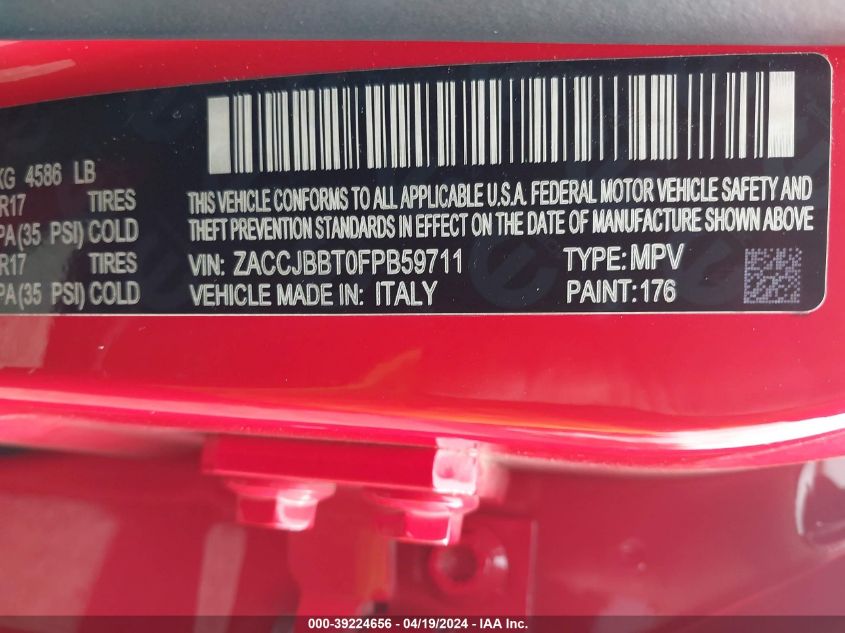 KG 4586 LB
R17 TIRES
PA (35 PSI) COLD
R17 TIRES
PA (35 PSI) COLD
THIS VEHICLE CONFORMS TO ALL APPLICABLE U.S.A. FEDERAL MOTOR VEHICLE SAFETY AND
THEFT PREVENTION STANDARDS IN EFFECT ON THE DATE OF MANUFACTURE SHOWN ABOVE
VIN: ZACCJBBT0FPB59711 TYPE: MPV
VEHICLE MADE IN: ITALY PAINT: 176
000-39224656 - 04/19/2024 - IAA Inc.